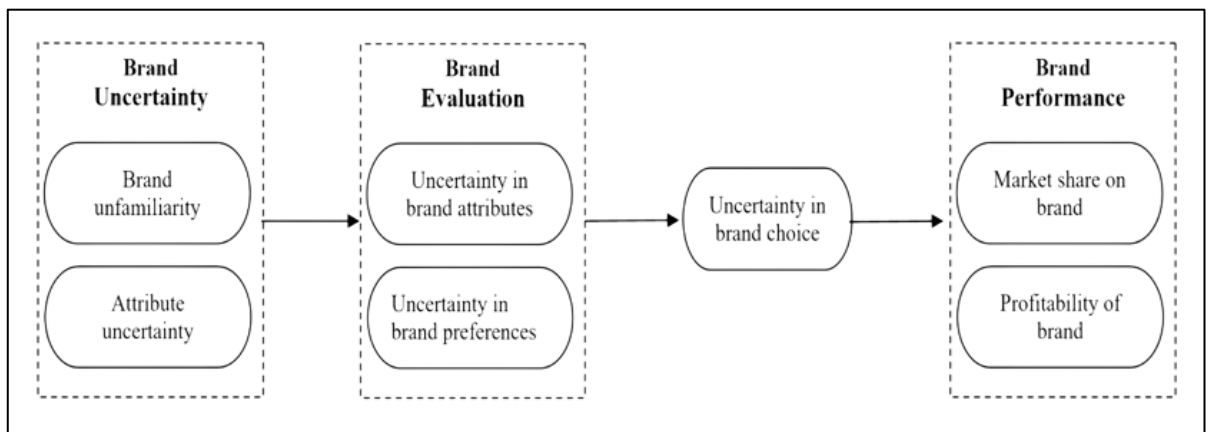 Brand
Uncertainty
Brand
unfamiliarity
Attribute
uncertainty
Brand
Evaluation
Uncertainty in
brand attributes
Uncertainty in
brand preferences
Uncertainty in
brand choice
Brand
Performance
Market share on
brand
Profitability of
brand